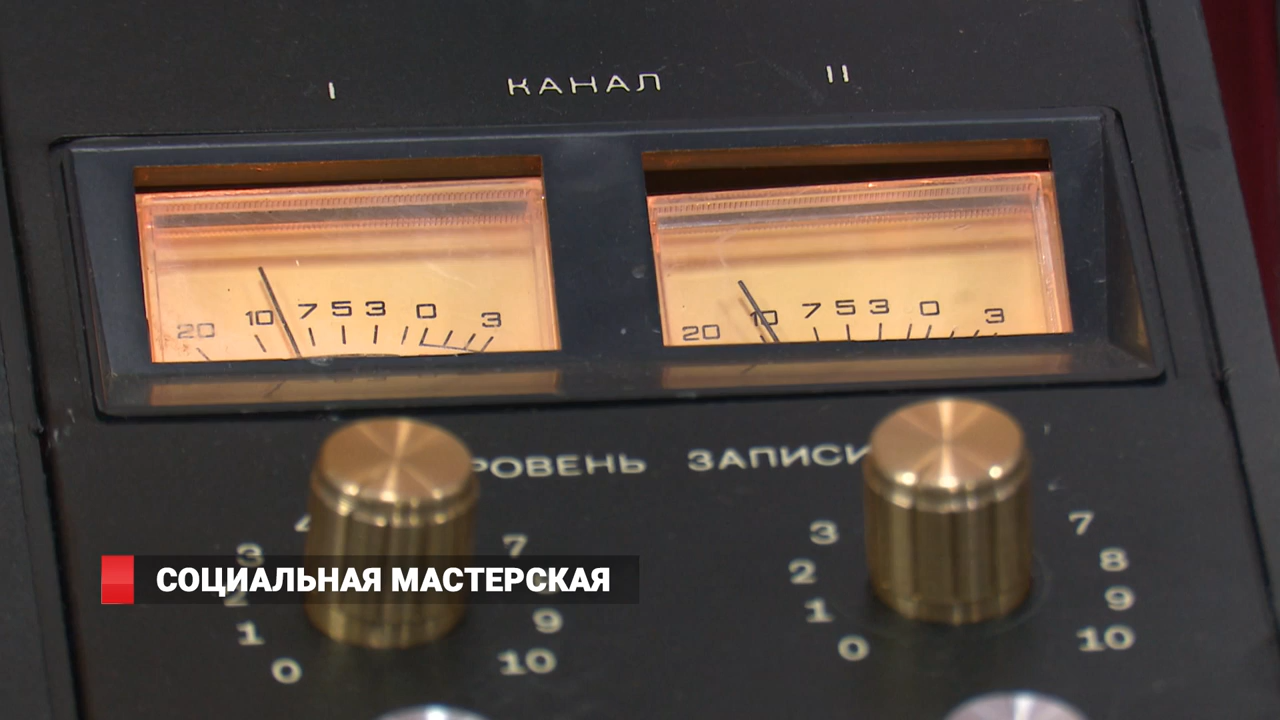 I КАНАЛ II
20 10 7 5 3 0 3
20 10 7 5 3 0 3
РОВЕНЬ ЗАПИСИ
3 7
4 7
3 8
2
СОЦИАЛЬНАЯ МАСТЕРСКАЯ
2 1 9
1 9
0 10
0 10